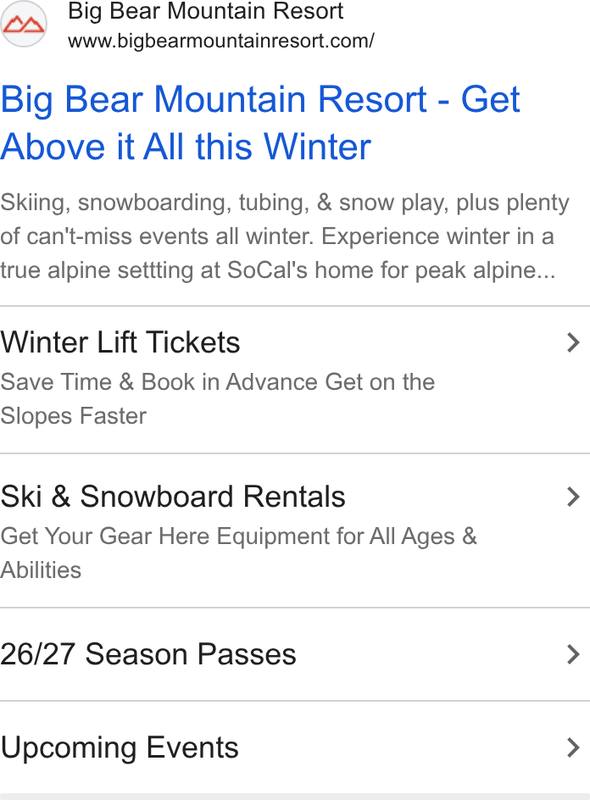 Big Bear Mountain Resort
www.bigbearmountainresort.com/
Big Bear Mountain Resort - Get
Above it All this Winter
Skiing, snowboarding, tubing, & snow play, plus plenty
of can't-miss events all winter. Experience winter in a
true alpine settting at SoCal's home for peak alpine...
Winter Lift Tickets
Save Time & Book in Advance Get on the
Slopes Faster
Ski & Snowboard Rentals
Get Your Gear Here Equipment for All Ages &
Abilities
26/27 Season Passes
Upcoming Events